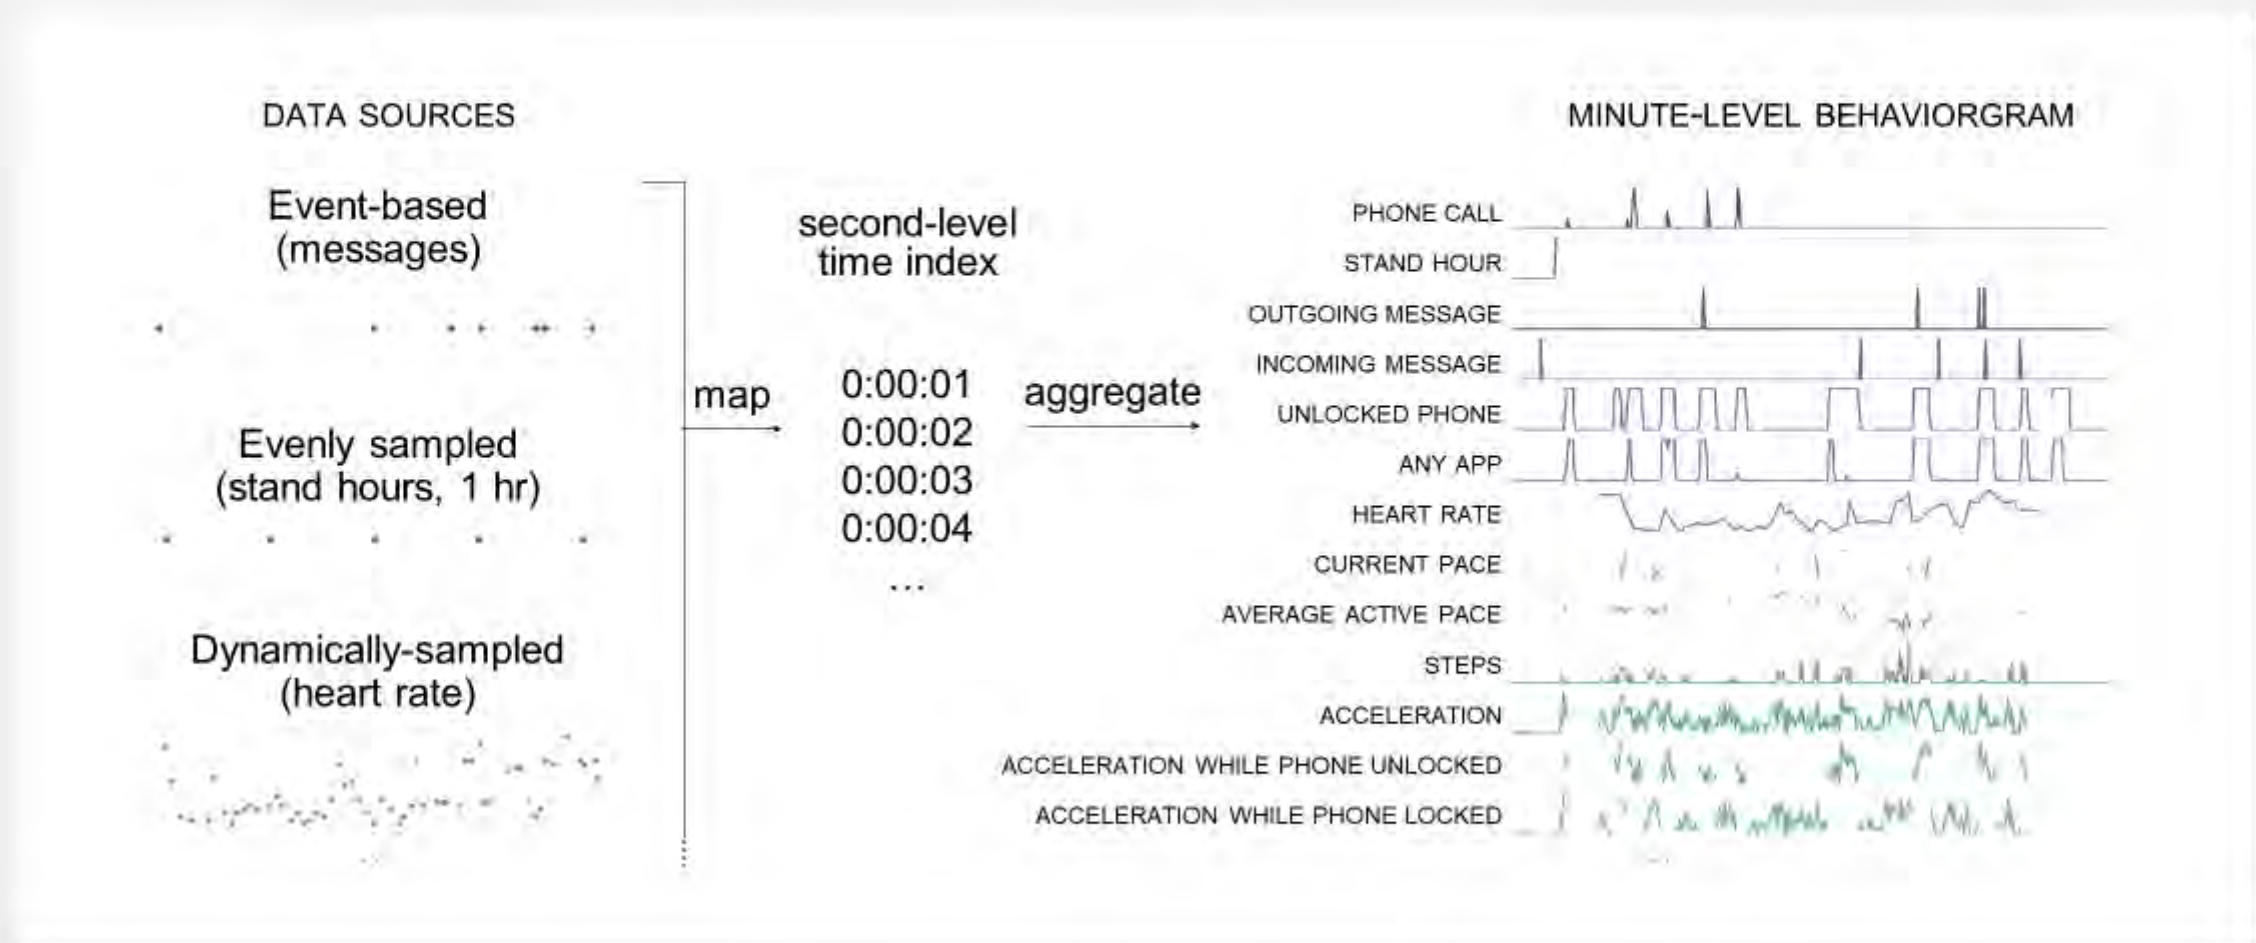 DATA SOURCES
Event-based
(messages)
Evenly sampled
(stand hours, 1 hr)
Dynamically-sampled
(heart rate)
map
second-level
time index
0:00:01
0:00:02
0:00:03
0:00:04
...
aggregate
MINUTE-LEVEL BEHAVIORGRAM
PHONE CALL
STAND HOUR
OUTGOING MESSAGE
INCOMING MESSAGE
UNLOCKED PHONE
ANY APP
HEART RATE
CURRENT PACE
AVERAGE ACTIVE PACE
STEPS
ACCELERATION
ACCELERATION WHILE PHONE UNLOCKED
ACCELERATION WHILE PHONE LOCKED